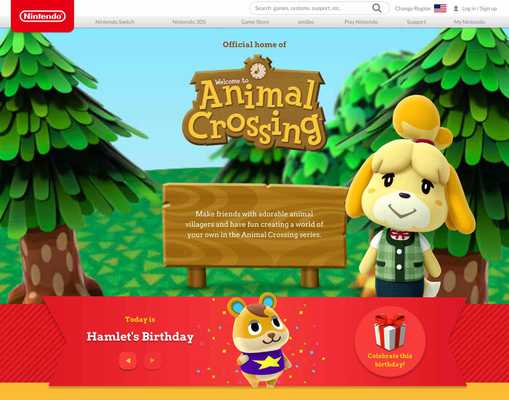 Nintendo
Search games, systems, support, etc.
Change Region
Log in / Sign up
Nintendo Switch
Nintendo 3DS
Game Store
amiibo
Play Nintendo
Support
My Nintendo
Official home of
Welcome to
Animal
Crossing
Make friends with adorable animal
villagers and have fun creating a world of
your own in the Animal Crossing series.
Today is
Hamlet's Birthday
Celebrate this
birthday!